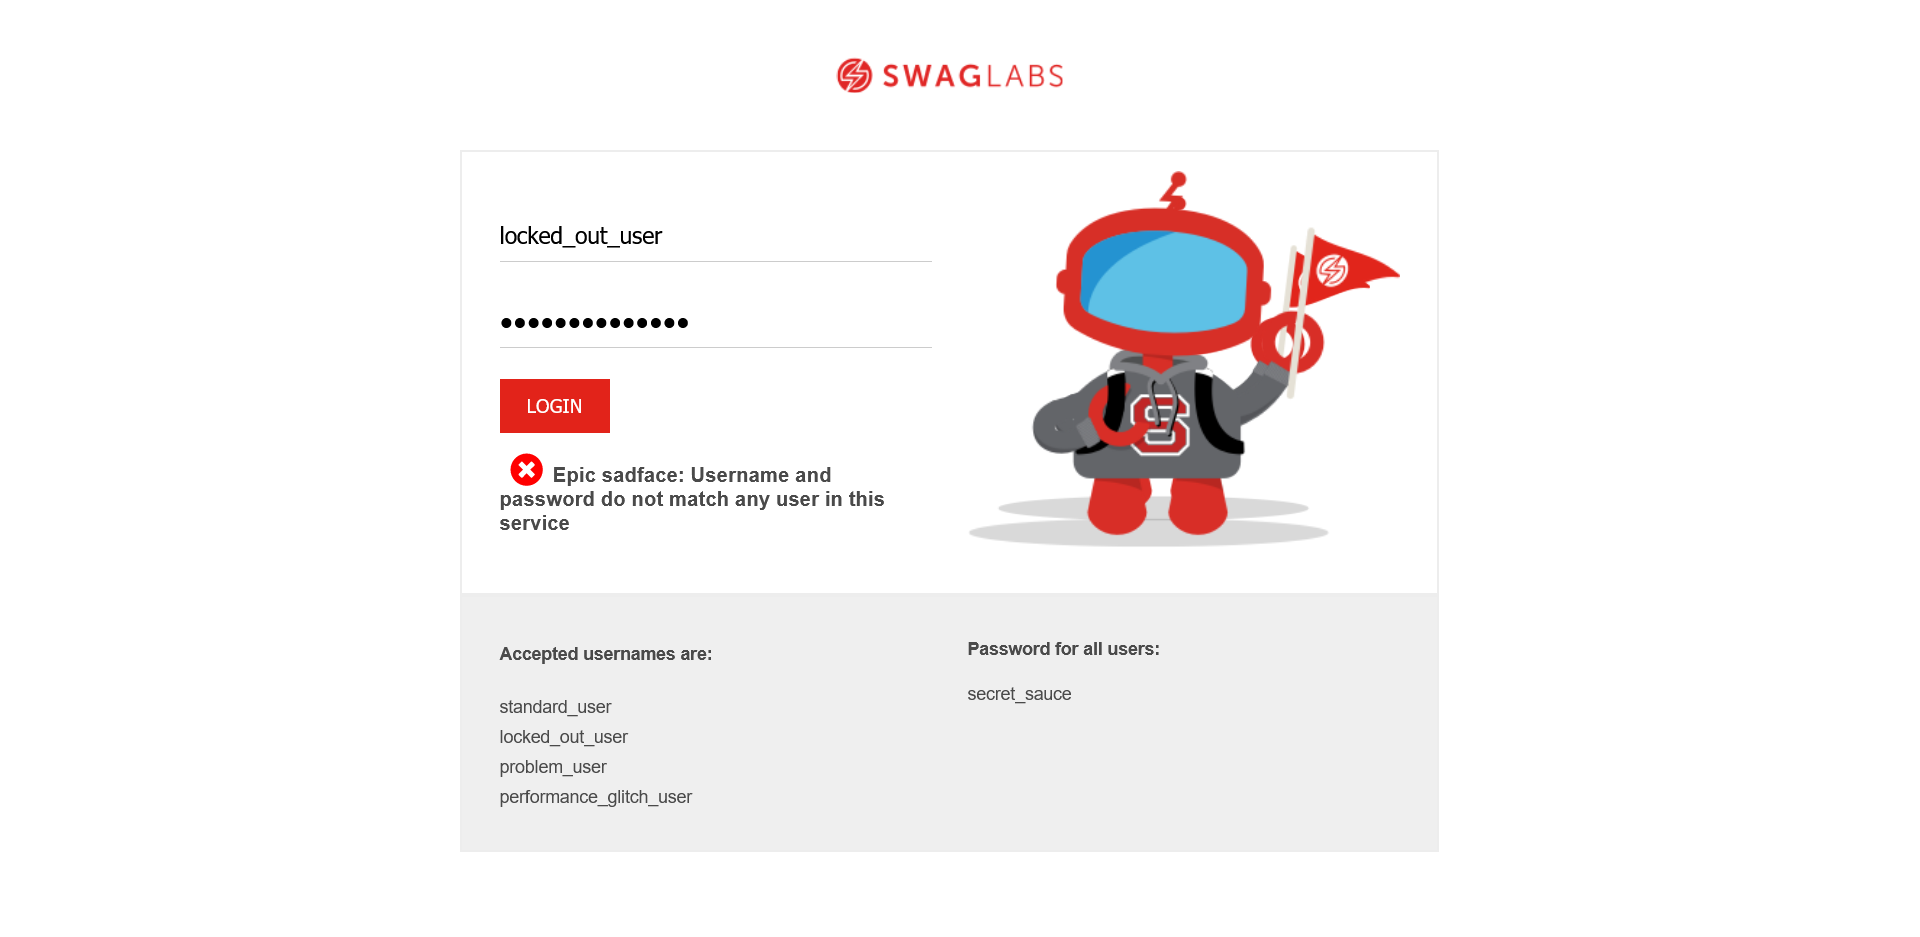 SWAGLABS
locked_out_user
••••••••••••••
LOGIN
Epic sadface: Username and
password do not match any user in this
service
S
Accepted usernames are:
standard_user
locked_out_user
problem_user
performance_glitch_user
Password for all users:
secret_sauce